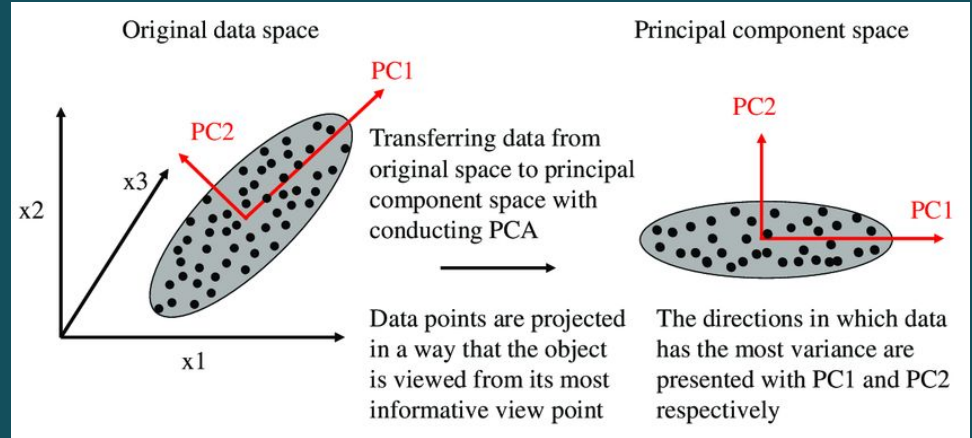 Original data space
Principal component space
PC1
PC2
x3
x2
x1
Transferring data from
original space to principal
component space with
conducting PCA
PC2
PC1
Data points are projected
in a way that the object
is viewed from its most
informative view point
The directions in which data
has the most variance are
presented with PC1 and PC2
respectively